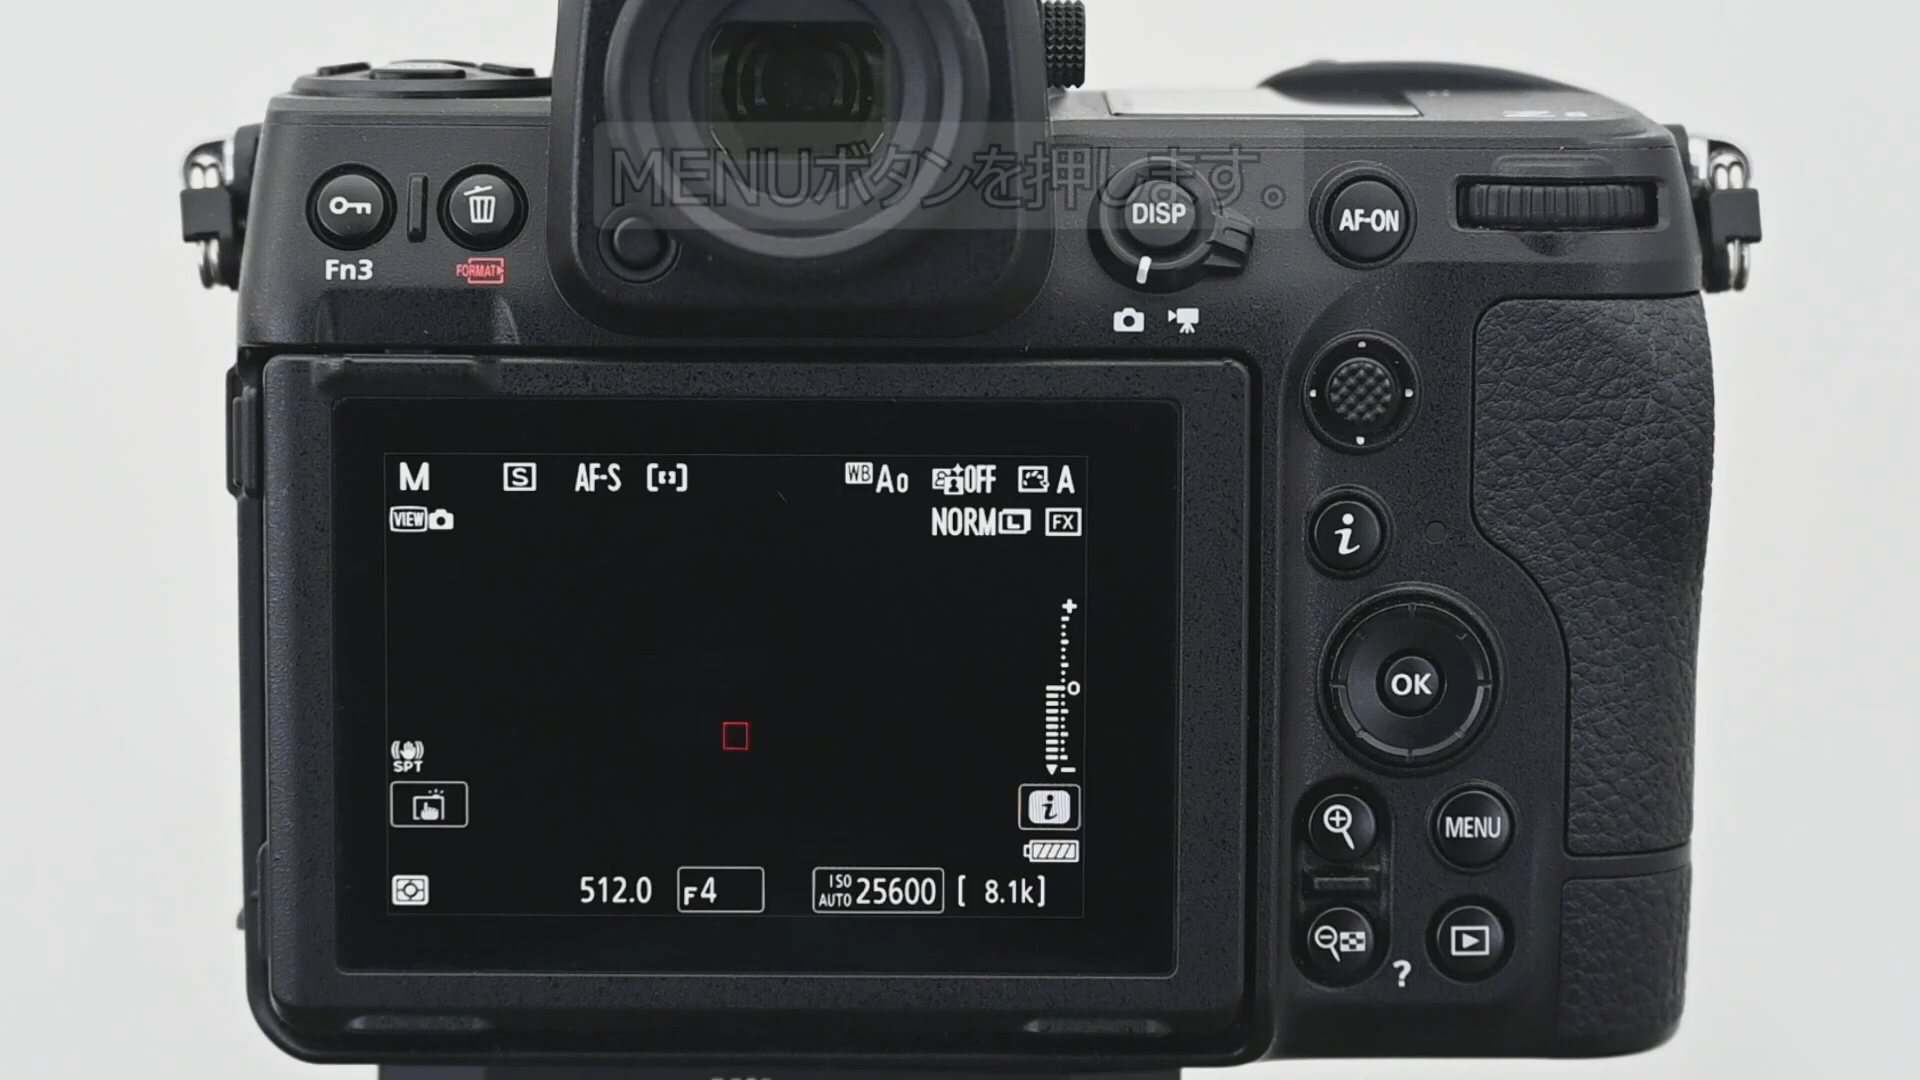 MENUボタンを押します。
DISP
AF-ON
Fn3
FORMAT
M S AF-S WB A0 OFF A
VIEW NORM L FX
i
OK
SPT
i
MENU
512.0 F4 ISO AUTO 25600 [ 8.1k]
?